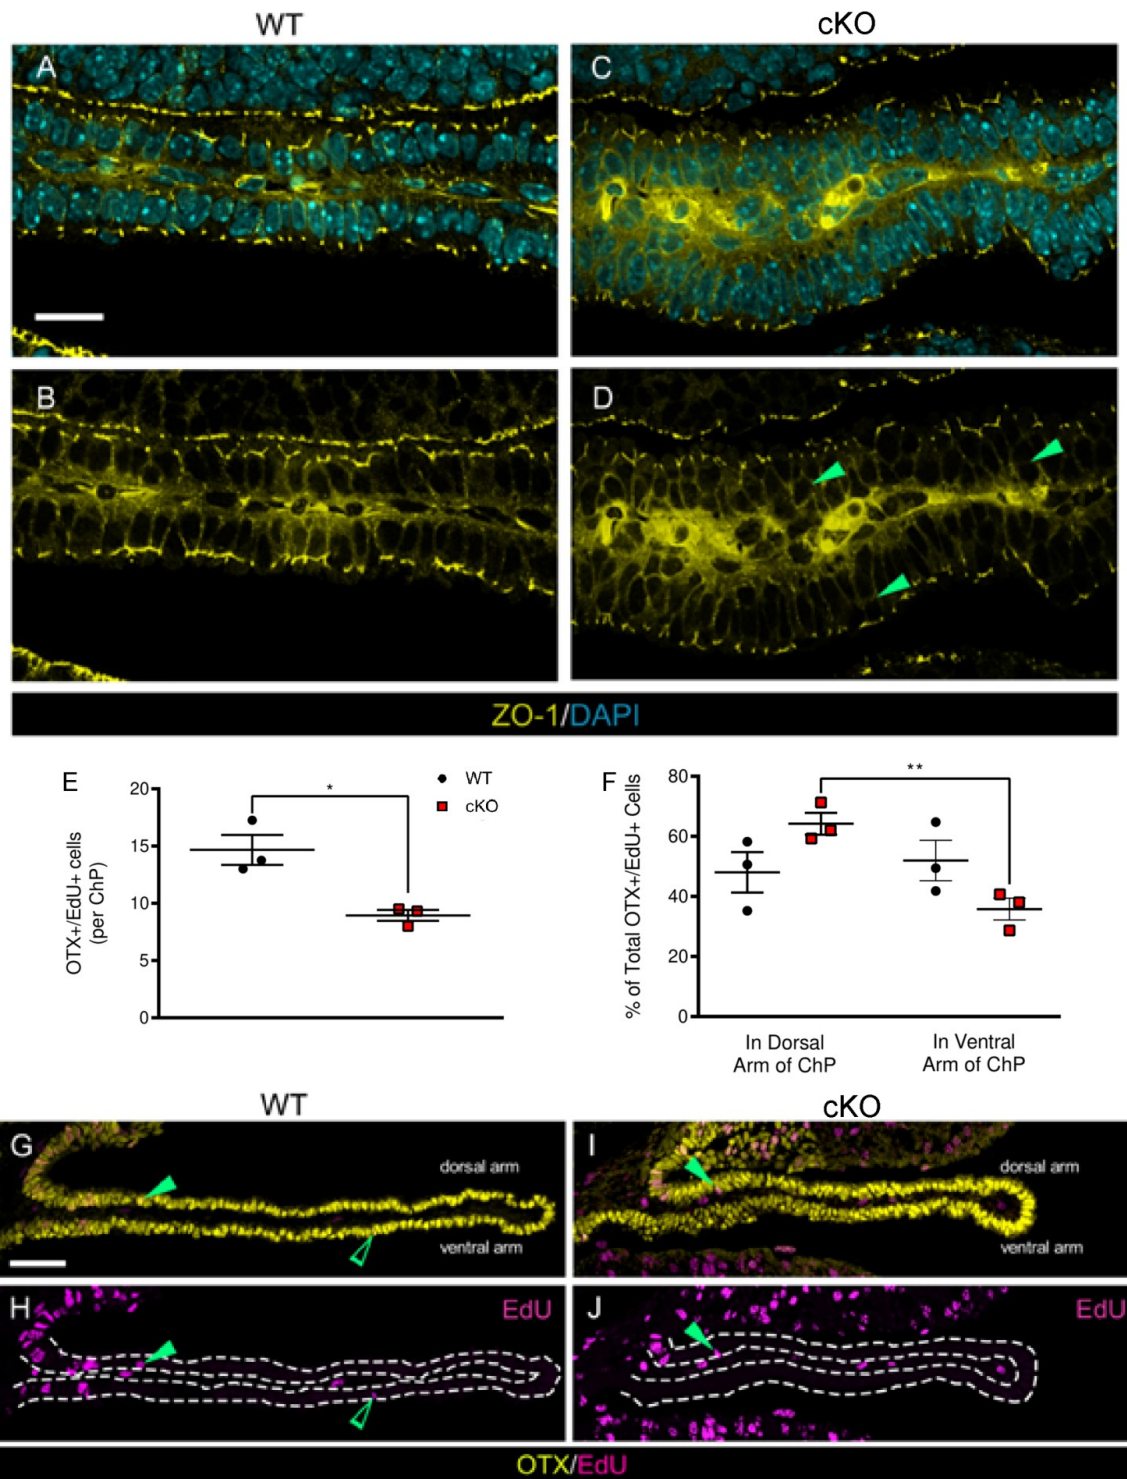 WT
cKO
A
C
B
D
ZO-1/DAPI
E
20
15
10
5
0
OTX+/EdU+ cells
(per ChP)
*
WT
cKO
F
80
60
40
20
0
% of Total OTX+/EdU+ Cells
**
In Dorsal
Arm of ChP
In Ventral
Arm of ChP
WT
cKO
G
dorsal arm
ventral arm
I
dorsal arm
ventral arm
H
EdU
J
EdU
OTX/EdU